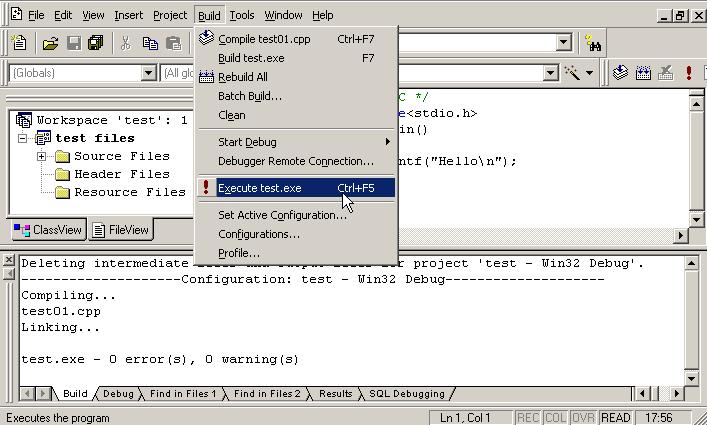 File Edit View Insert Project Build Tools Window Help
Compile test01.cpp Ctrl+F7
Build test.exe F7
Rebuild All
Batch Build...
Clean
Start Debug
Debugger Remote Connection...
Execute test.exe Ctrl+F5
Set Active Configuration...
Configurations...
Profile...
(Globals) (All glo
C */
e<stdio.h>
in()
ntf("Hello\n");
Workspace 'test': 1
test files
Source Files
Header Files
Resource Files
ClassView FileView
Deleting intermediate for project 'test - Win32 Debug'.
--------------------Configuration: test - Win32 Debug--------------------
Compiling...
test01.cpp
Linking...
test.exe - 0 error(s), 0 warning(s)
Build Debug Find in Files 1 Find in Files 2 Results SQL Debugging
Executes the program Ln 1, Col 1 REC COL OVR READ 17:56